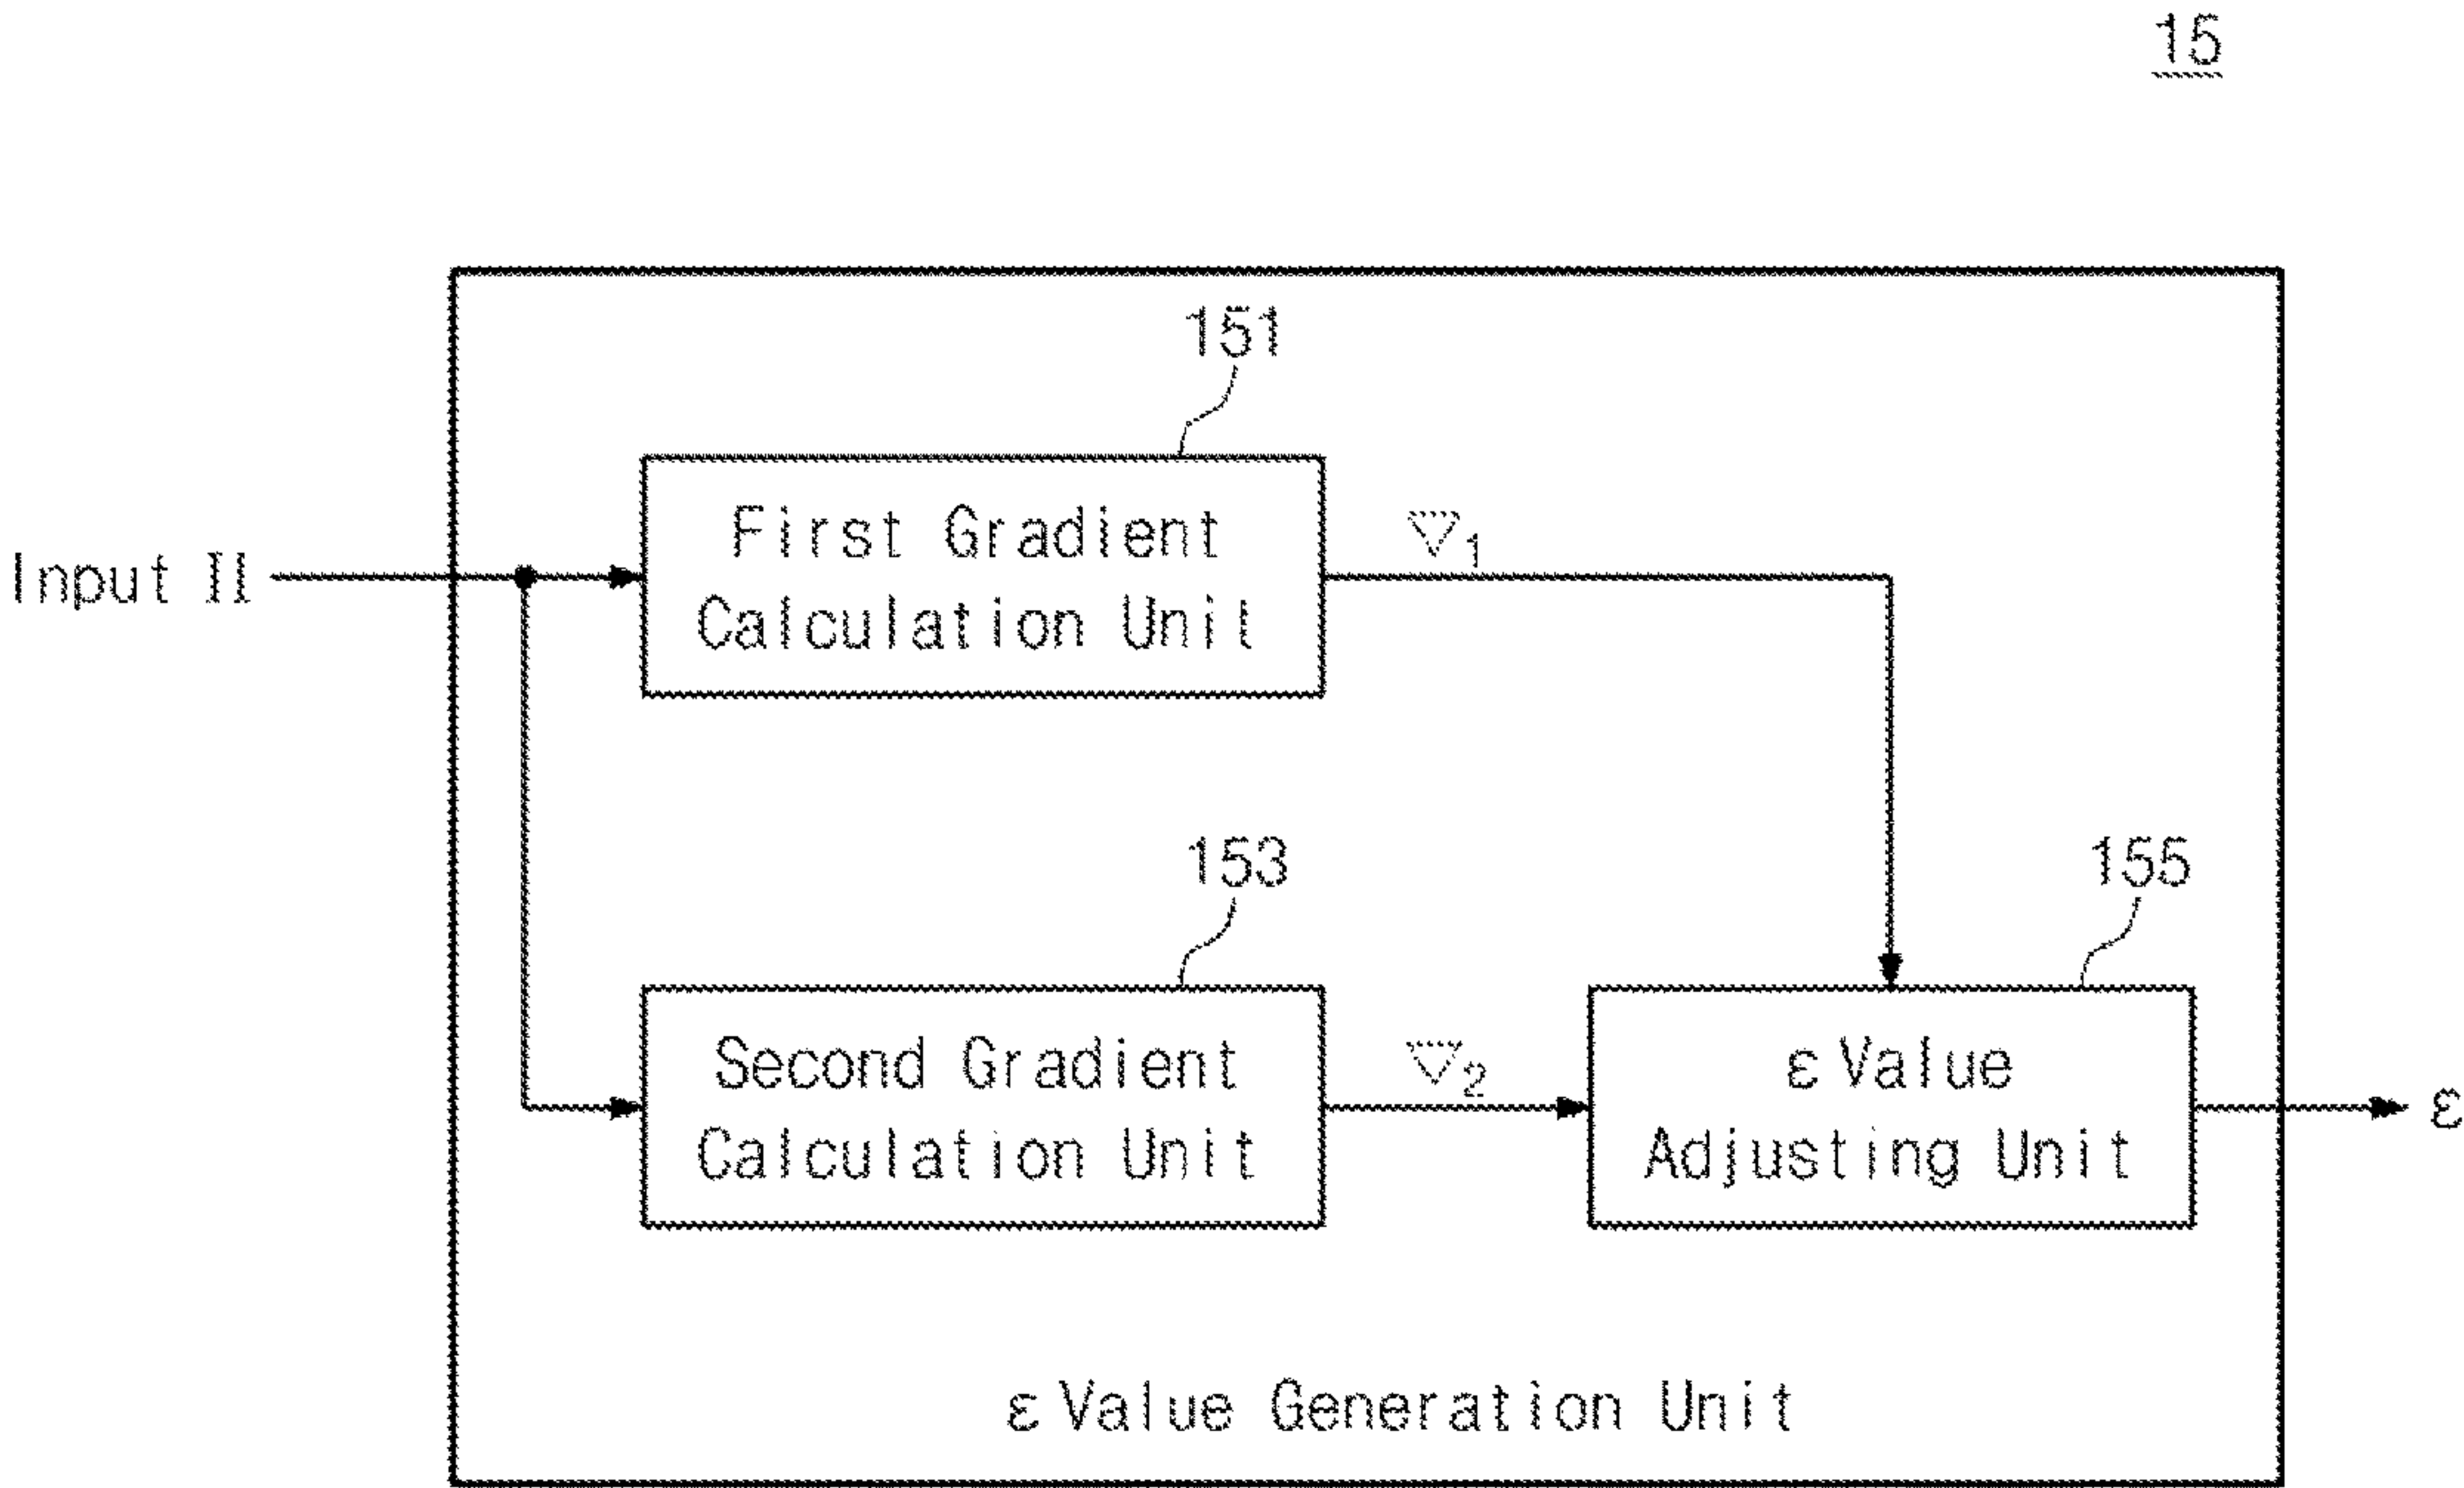 15
151
First Gradient
Calculation Unit
▽1
Input II
153
155
Second Gradient
Calculation Unit
▽2
ε Value
Adjusting Unit
ε
ε Value Generation Unit